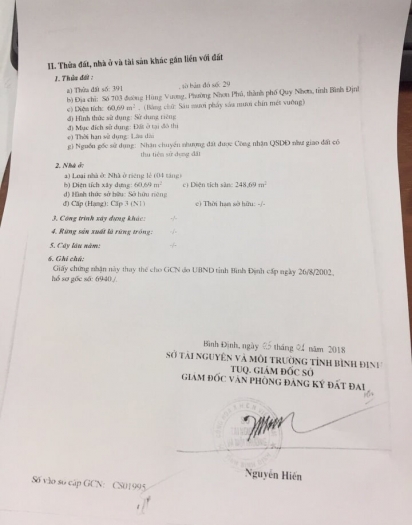 II. Thửa đất, nhà ở và tài sản khác gắn liền với đất
1. Thửa đất:
a) Thửa đất số: 391 , tờ bản đồ số: 29
b) Địa chỉ: Số 703 đường Hùng Vương, Phường Nhơn Phú, thành phố Quy Nhơn, tỉnh Bình Định
c) Diện tích: 60,69 m², (Bằng chữ: Sáu mươi phẩy sáu mươi chín mét vuông)
d) Hình thức sử dụng: Sử dụng riêng
đ) Mục đích sử dụng: Đất ở tại đô thị
e) Thời hạn sử dụng: Lâu dài
g) Nguồn gốc sử dụng: Nhận chuyển nhượng đất được Công nhận QSDĐ như giao đất có
thu tiền sử dụng đất
2. Nhà ở:
a) Loại nhà ở: Nhà ở riêng lẻ (04 tầng)
b) Diện tích xây dựng: 60,69 m² c) Diện tích sàn: 248,69 m²
d) Hình thức sở hữu: Sở hữu riêng
đ) Cấp (Hạng): Cấp 3 (N1) e) Thời hạn sở hữu: -/-
3. Công trình xây dựng khác: -/-
4. Rừng sản xuất là rừng trồng: -/-
5. Cây lâu năm: -/-
6. Ghi chú:
Giấy chứng nhận này thay thế cho GCN do UBND tỉnh Bình Định cấp ngày 26/8/2002,
hồ sơ gốc số: 6940./.
Bình Định, ngày 05 tháng 02 năm 2018
SỞ TÀI NGUYÊN VÀ MÔI TRƯỜNG TỈNH BÌNH ĐỊNH
TUQ. GIÁM ĐỐC SỞ
GIÁM ĐỐC VĂN PHÒNG ĐĂNG KÝ ĐẤT ĐAI
Nguyễn Hiến
Số vào sổ cấp GCN: CS01995